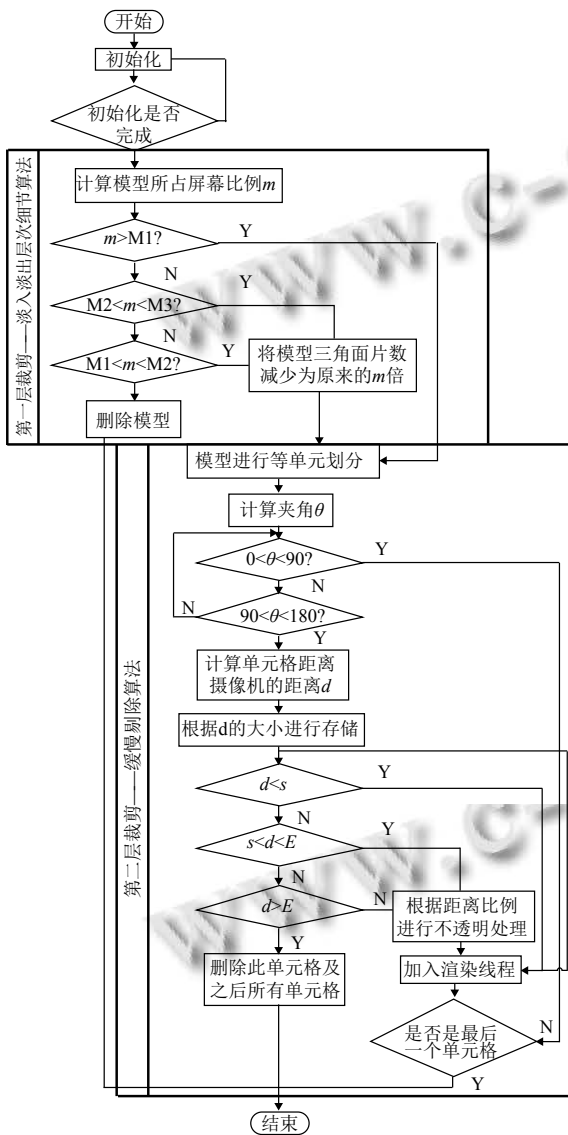 开始
初始化
初始化是否
完成
第一层裁剪——淡入淡出层次细节算法
计算模型所占屏幕比例m
m>M1?
Y
N
Y
M2<m<M3?
N
M1<m<M2?
Y
将模型三角面片数
减少为原来的m倍
删除模型
第二层裁剪——缓慢剔除算法
模型进行等单元划分
计算夹角θ
0<θ<90?
Y
N
90<θ<180?
N
Y
计算单元格距离
摄像机的距离d
根据d的大小进行存储
d<s
Y
N
s<d<E
Y
N
d>E
N
根据距离比例
进行不透明处理
Y
删除此单元格及
之后所有单元格
加入渲染线程
是否是最后
一个单元格
N
Y
结束
www.c-
www.c-